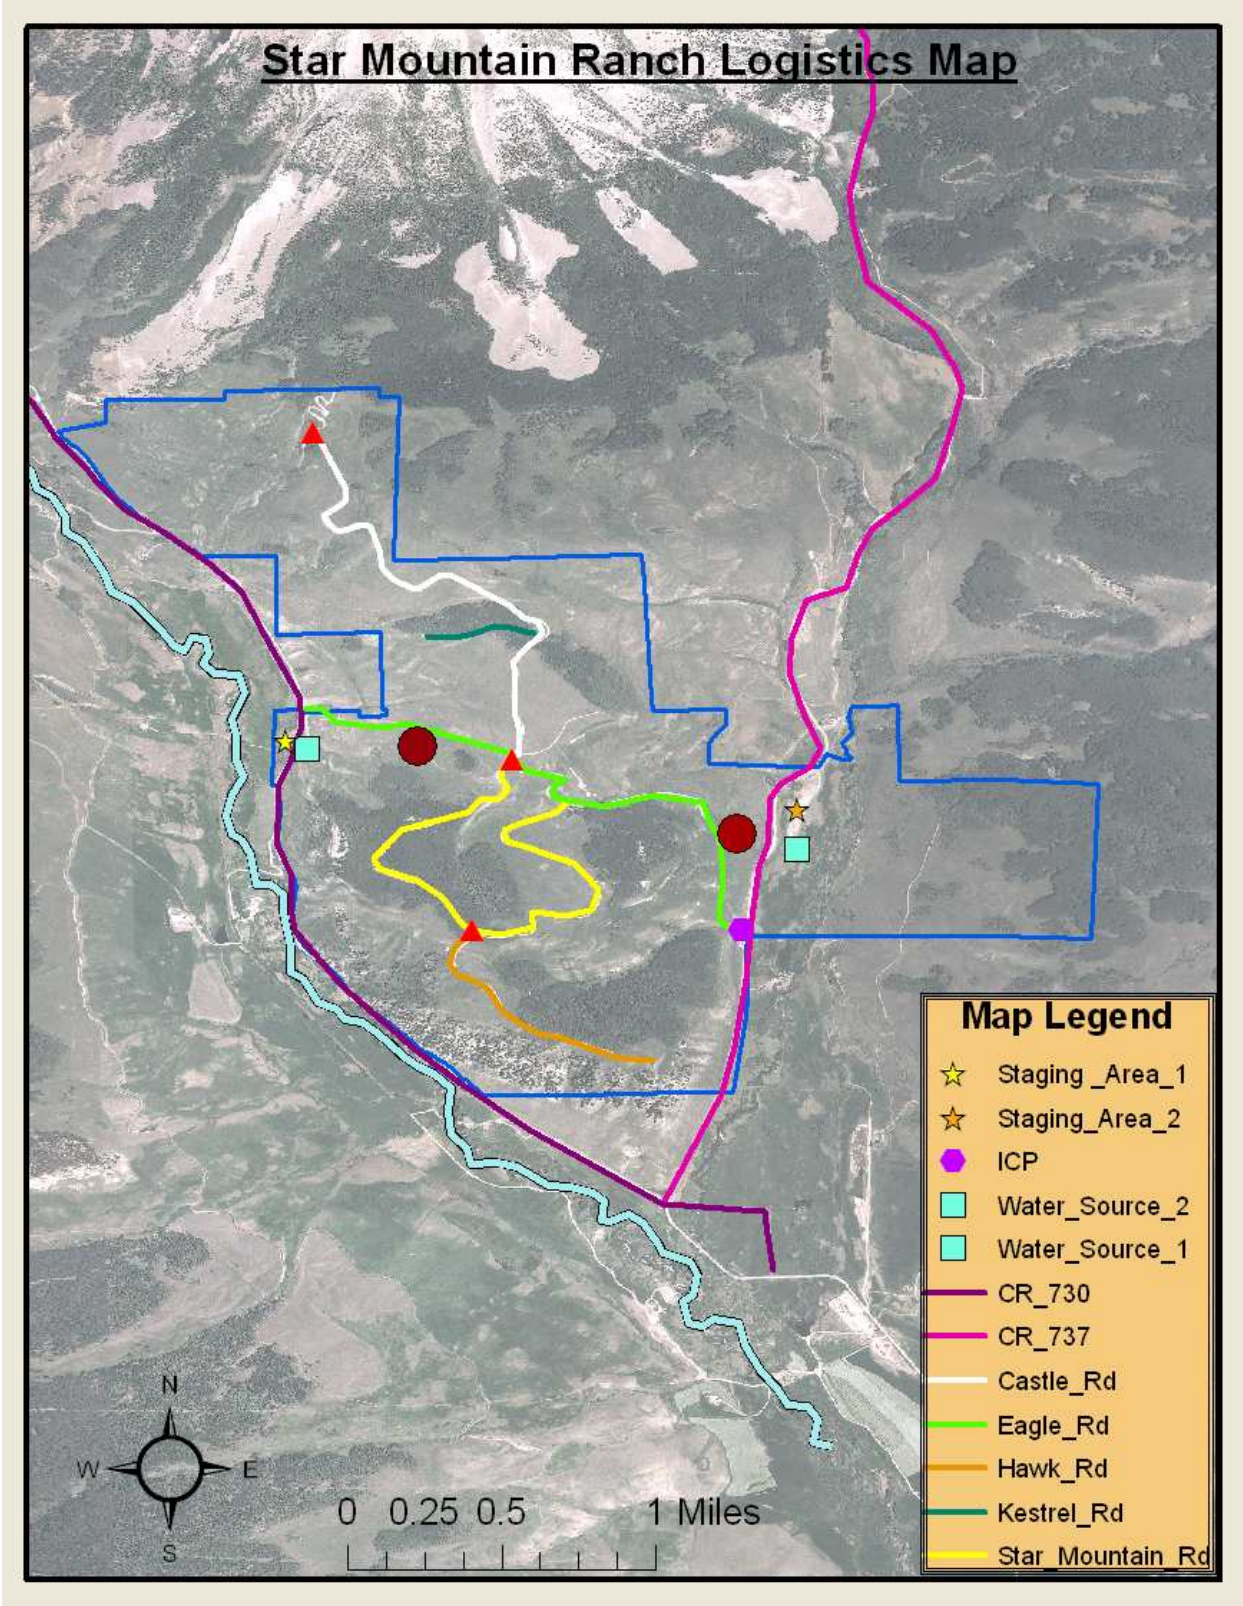 Star Mountain Ranch Logistics Map
Map Legend
Staging _Area_1
Staging_Area_2
ICP
Water_Source_2
Water_Source_1
CR_730
CR_737
Castle_Rd
Eagle_Rd
Hawk_Rd
Kestrel_Rd
Star_Mountain_Rd
N
W E
S
0 0.25 0.5 1 Miles